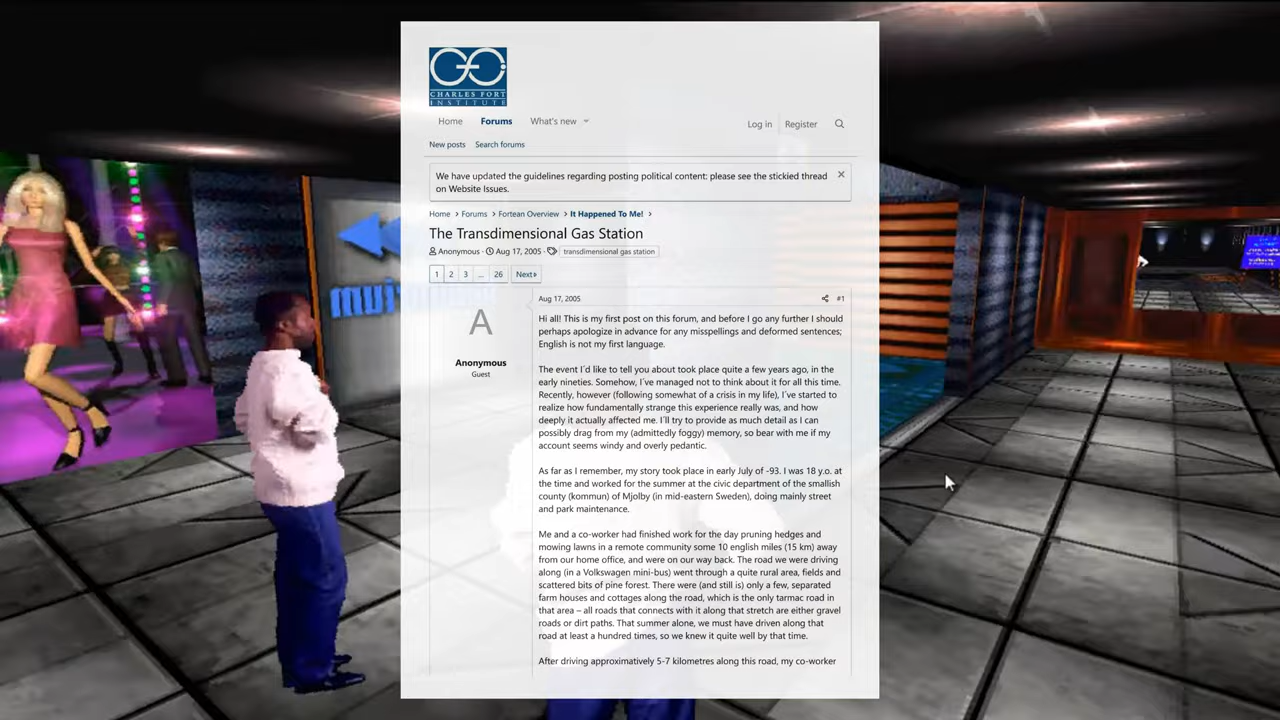 CHARLES FORT
INSTITUTE
Home Forums What's new
Log in Register
New posts Search forums
We have updated the guidelines regarding posting political content: please see the stickied thread
on Website Issues.
Home > Forums > Fortean Overview > It Happened To Me! >
The Transdimensional Gas Station
Anonymous · Aug 17, 2005 · transdimensional gas station
1 2 3 ... 26 Next
Aug 17, 2005 #1
A
Anonymous
Guest
Hi all! This is my first post on this forum, and before I go any further I should
perhaps apologize in advance for any misspellings and deformed sentences;
English is not my first language.
The event I´d like to tell you about took place quite a few years ago, in the
early nineties. Somehow, I´ve managed not to think about it for all this time.
Recently, however (following somewhat of a crisis in my life), I´ve started to
realize how fundamentally strange this experience really was, and how
deeply it actually affected me. I´ll try to provide as much detail as I can
possibly drag from my (admittedly foggy) memory, so bear with me if my
account seems windy and overly pedantic.
As far as I remember, my story took place in early July of -93. I was 18 y.o. at
the time and worked for the summer at the civic department of the smallish
county (kommun) of Mjolby (in mid-eastern Sweden), doing mainly street
and park maintenance.
Me and a co-worker had finished work for the day pruning hedges and
mowing lawns in a remote community some 10 english miles (15 km) away
from our home office, and were on our way back. The road we were driving
along (in a Volkswagen mini-bus) went through a quite rural area, fields and
scattered bits of pine forest. There were (and still is) only a few, separated
farm houses and cottages along the road, which is the only tarmac road in
that area – all roads that connects with it along that stretch are either gravel
roads or dirt paths. That summer alone, we must have driven along that
road at least a hundred times, so we knew it quite well by that time.
After driving approximately 5-7 kilometres along this road, my co-worker